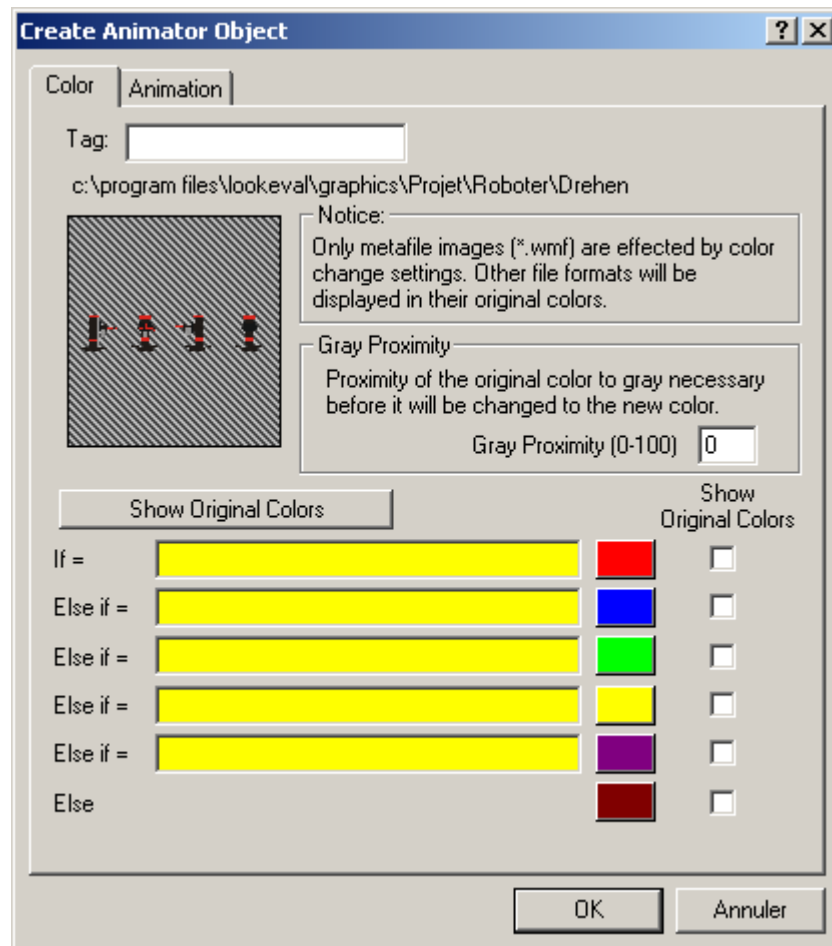 Create Animator Object
Color
Animation
Tag:
c:\program files\lookeval\graphics\Projet\Roboter\Drehen
Notice:
Only metafile images (*.wmf) are effected by color
change settings. Other file formats will be
displayed in their original colors.
Gray Proximity
Proximity of the original color to gray necessary
before it will be changed to the new color.
Gray Proximity (0-100) 0
Show Original Colors
Show
Original Colors
If =
Else if =
Else if =
Else if =
Else if =
Else
OK
Annuler